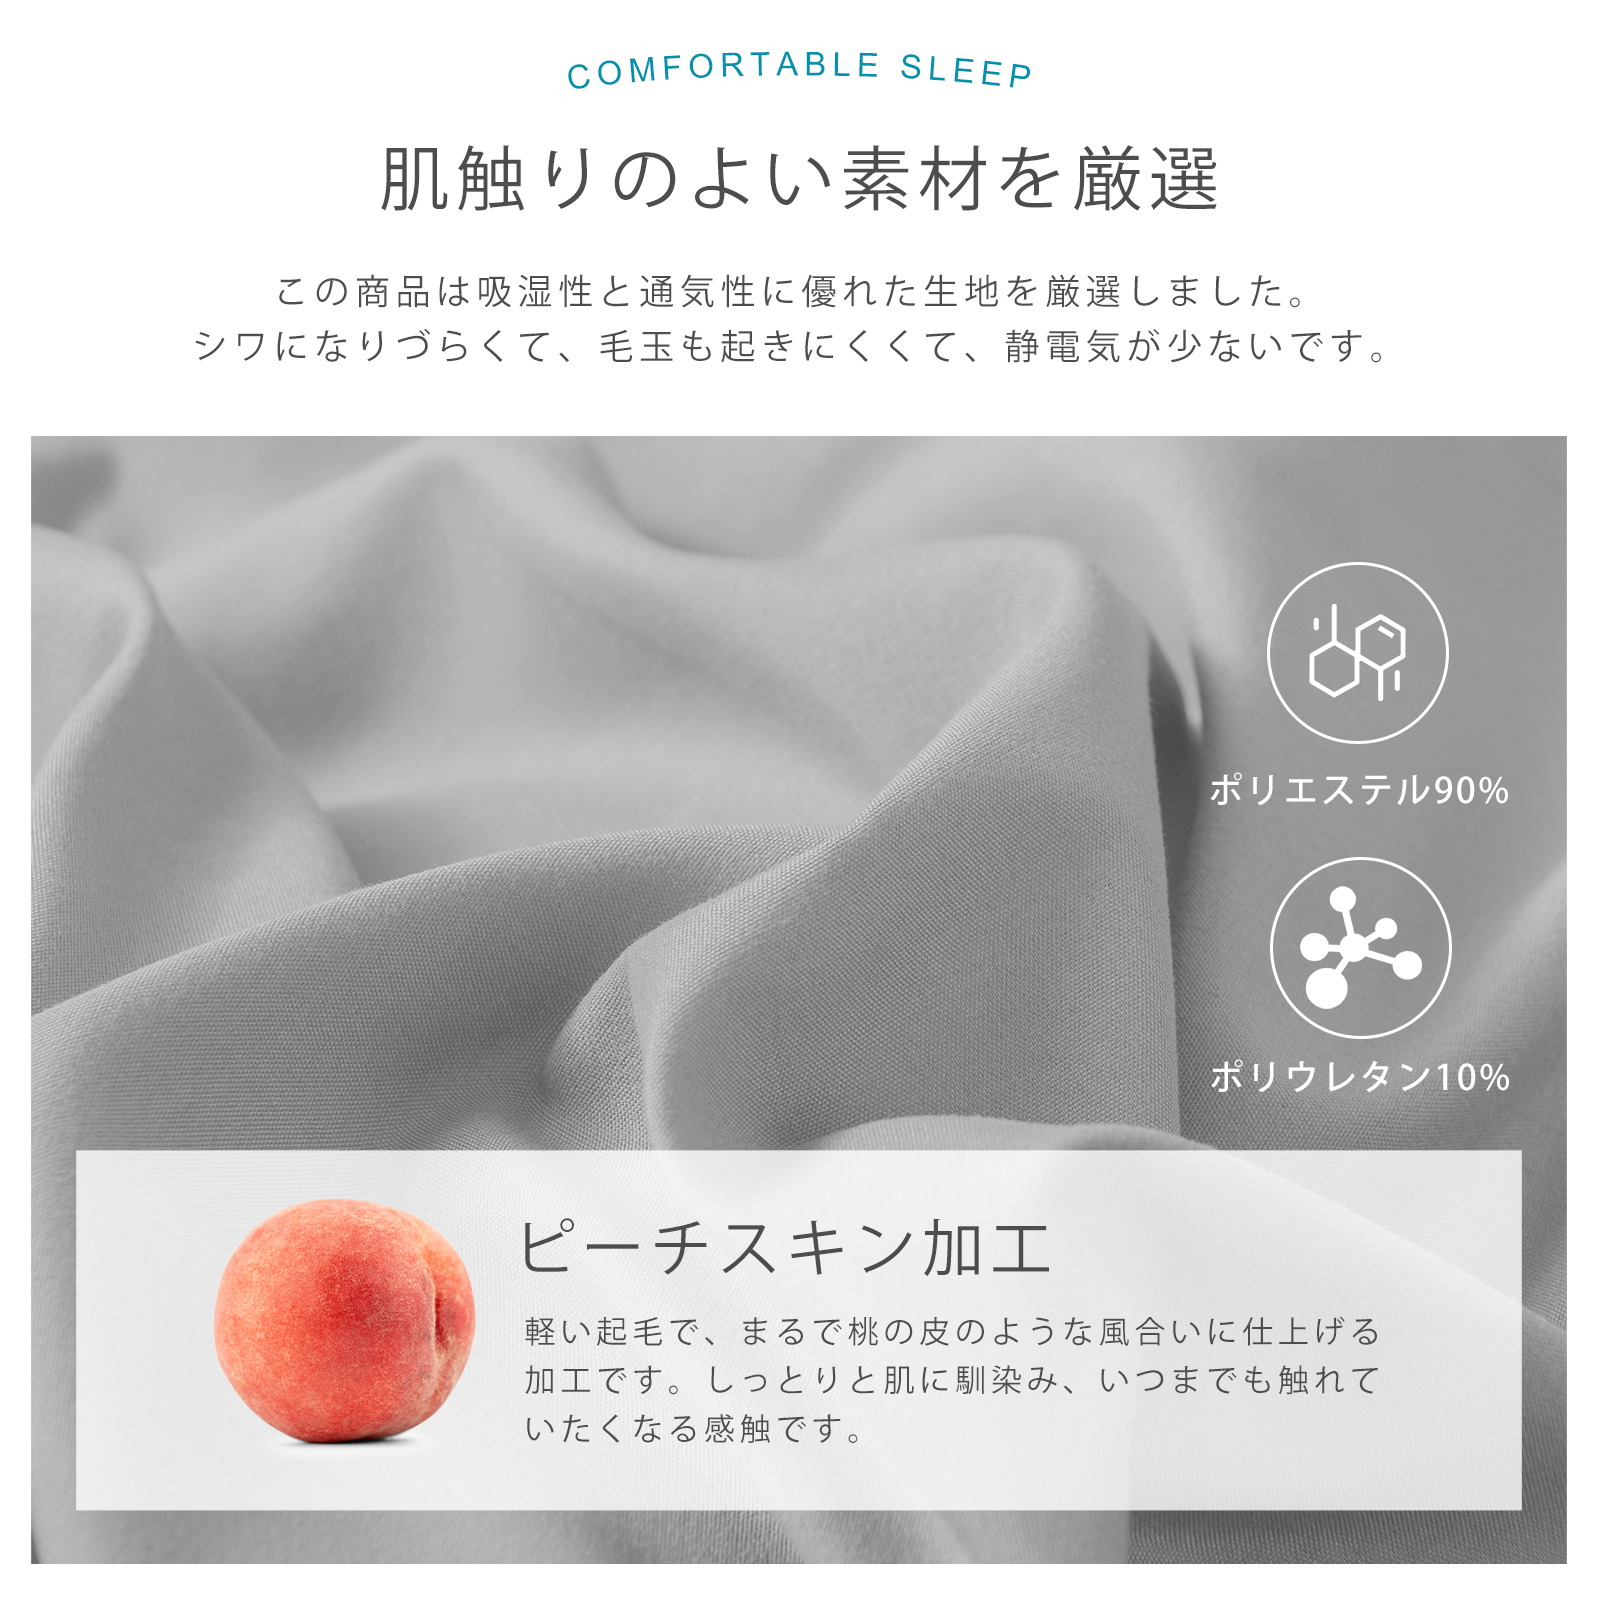 COMFORTABLE SLEEP
肌触りのよい素材を厳選
この商品は吸湿性と通気性に優れた生地を厳選しました。
シワになりづらくて、毛玉も起きにくくて、静電気が少ないです。
ポリエステル90%
ポリウレタン10%
ピーチスキン加工
軽い起毛で、まるで桃の皮のような風合いに仕上げる
加工です。しっとりと肌に馴染み、いつまでも触れて
いたくなる感触です。